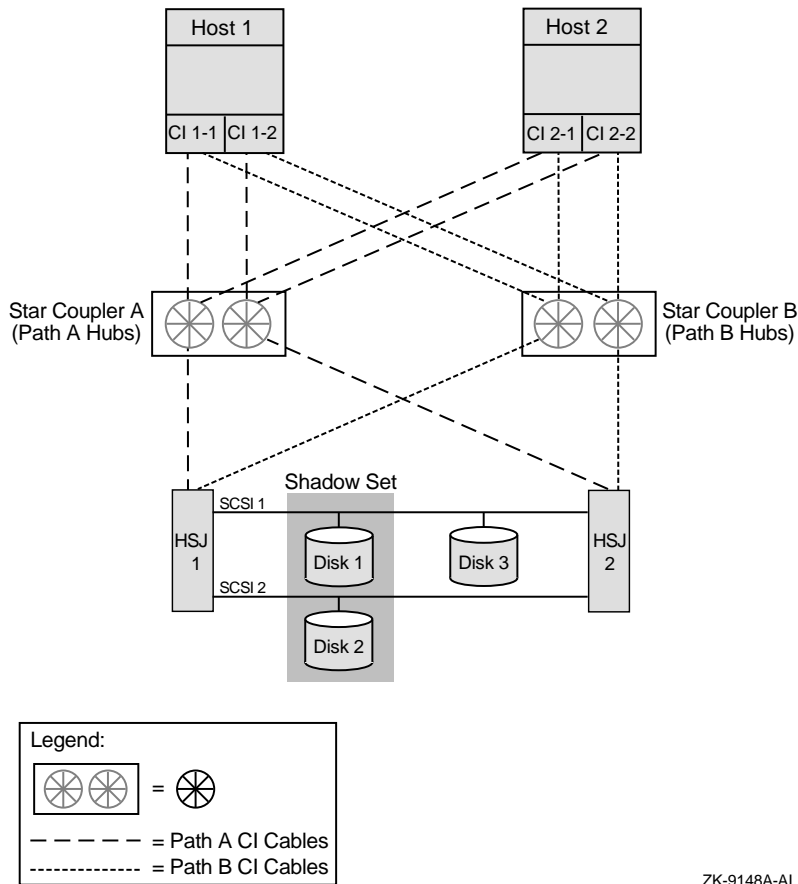 Host 1
Host 2
CI 1-1
CI 1-2
CI 2-1
CI 2-2
Star Coupler A
(Path A Hubs)
Star Coupler B
(Path B Hubs)
Shadow Set
SCSI 1
HSJ
1
Disk 1
Disk 3
HSJ
2
SCSI 2
Disk 2
Legend:
=
= Path A CI Cables
= Path B CI Cables
ZK-9148A-AI